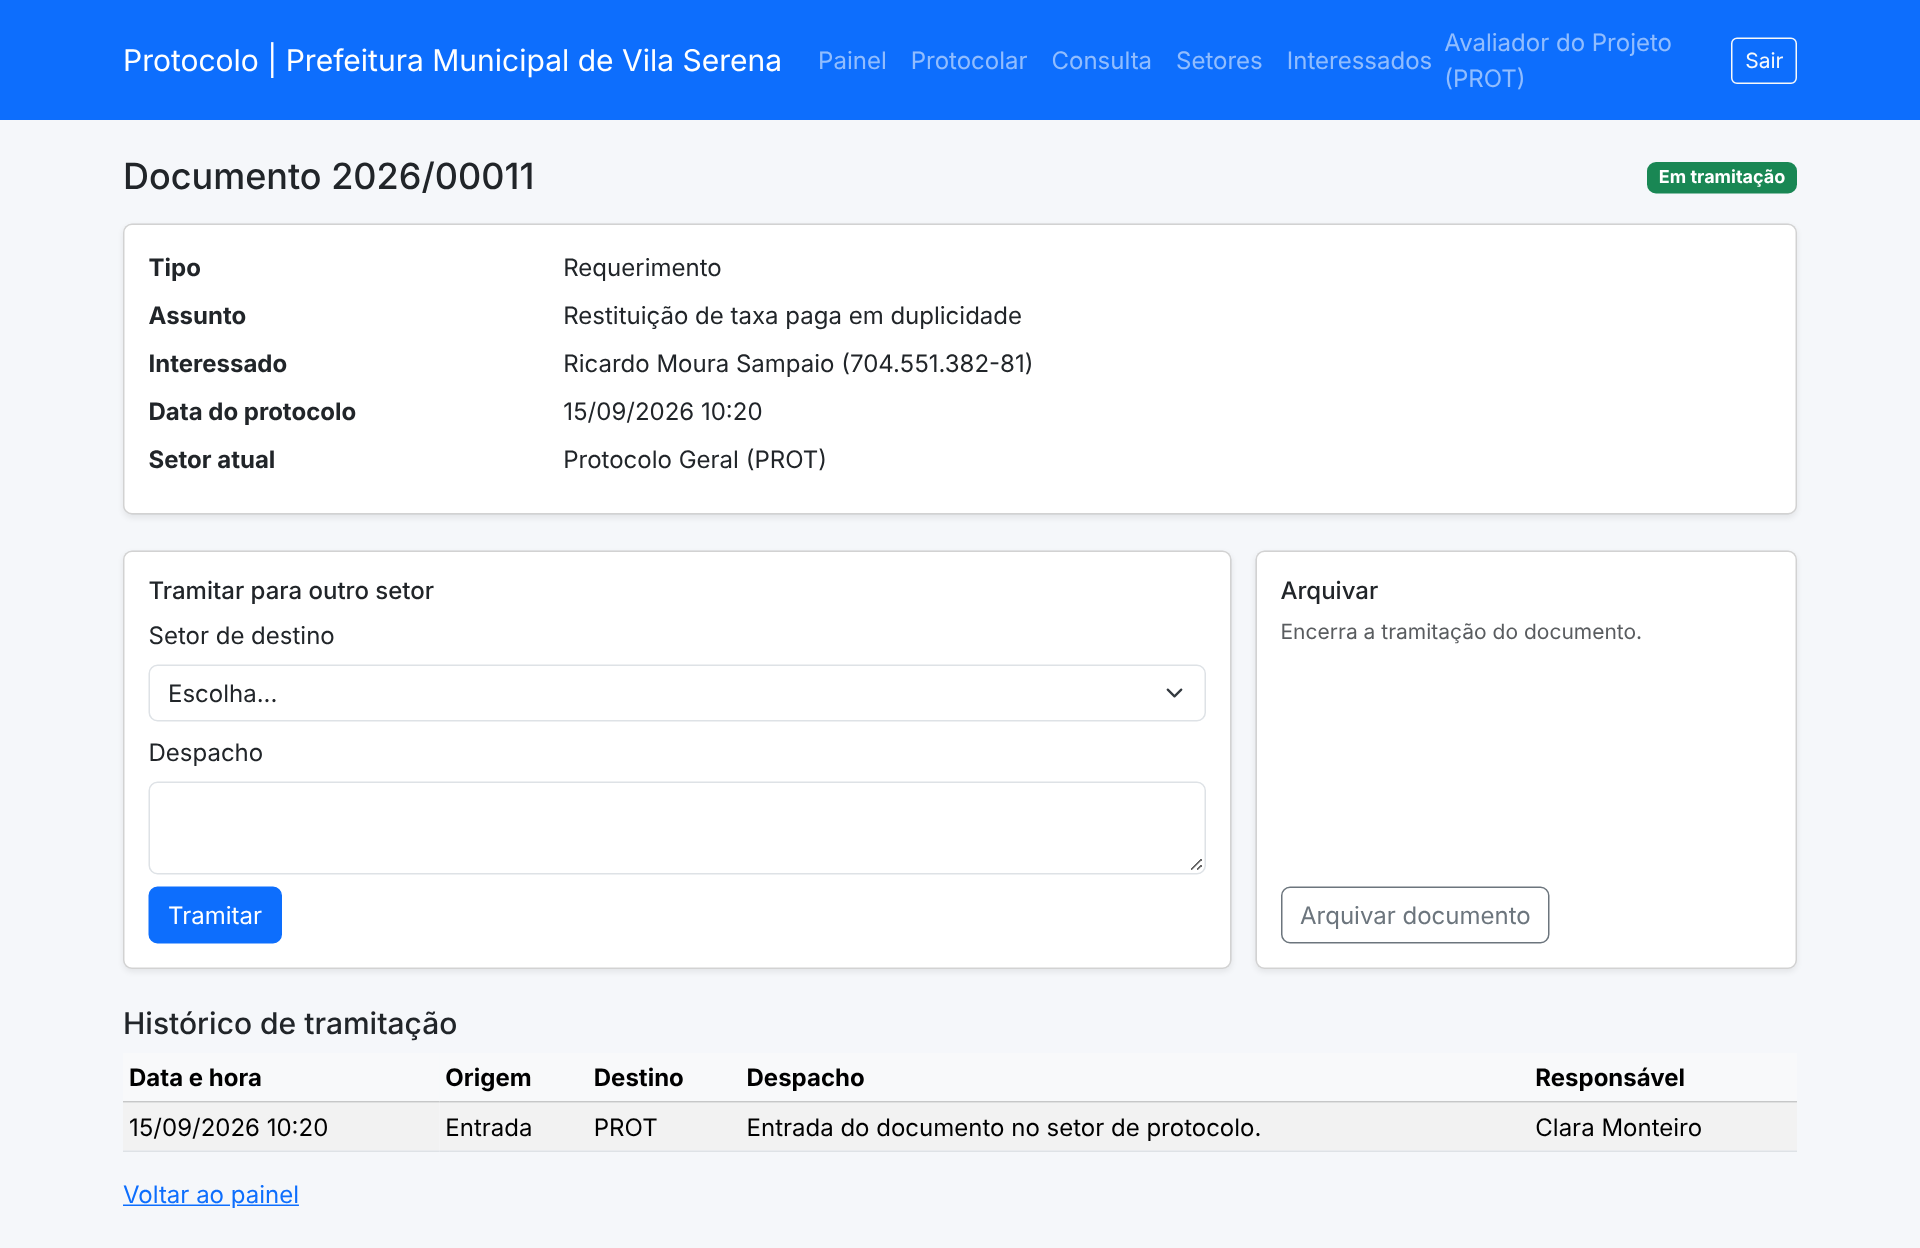 Protocolo | Prefeitura Municipal de Vila Serena
Painel Protocolar Consulta Setores Interessados Avaliador do Projeto (PROT) Sair
Documento 2026/00011
Em tramitação
Tipo Requerimento
Assunto Restituição de taxa paga em duplicidade
Interessado Ricardo Moura Sampaio (704.551.382-81)
Data do protocolo 15/09/2026 10:20
Setor atual Protocolo Geral (PROT)
Tramitar para outro setor
Setor de destino
Escolha...
Despacho
Tramitar
Arquivar
Encerra a tramitação do documento.
Arquivar documento
Histórico de tramitação
Data e hora Origem Destino Despacho Responsável
15/09/2026 10:20 Entrada PROT Entrada do documento no setor de protocolo. Clara Monteiro
Voltar ao painel